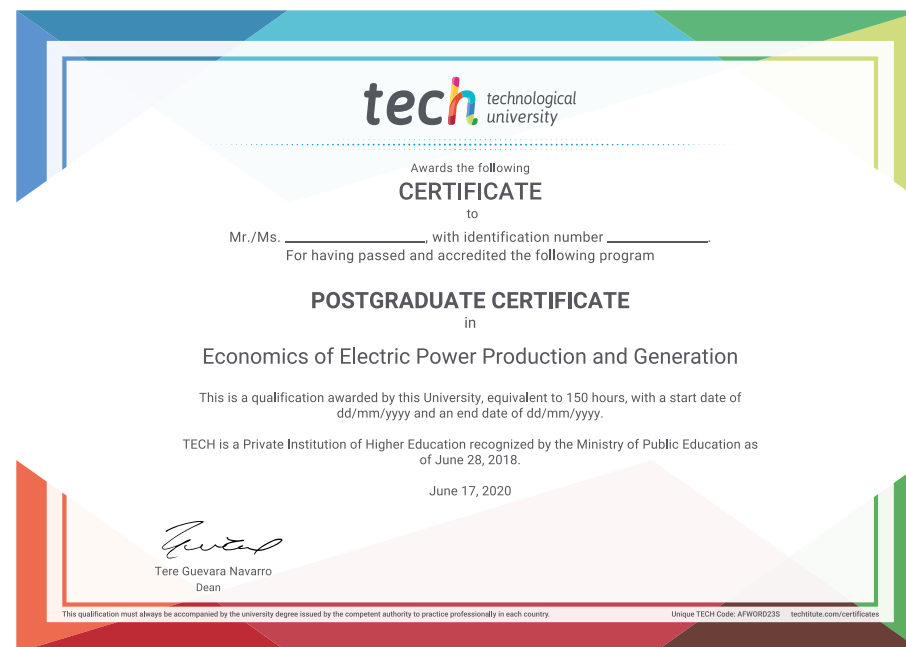 tech technological
university
Awards the following
CERTIFICATE
to
Mr./Ms. ____________________, with identification number ______________.
For having passed and accredited the following program
POSTGRADUATE CERTIFICATE
in
Economics of Electric Power Production and Generation
This is a qualification awarded by this University, equivalent to 150 hours, with a start date of
dd/mm/yyyy and an end date of dd/mm/yyyy.
TECH is a Private Institution of Higher Education recognized by the Ministry of Public Education as
of June 28, 2018.
June 17, 2020
Tere Guevara Navarro
Dean
This qualification must always be accompanied by the university degree issued by the competent authority to practice professionally in each country. Unique TECH Code: AFWORD23S techtitute.com/certificates